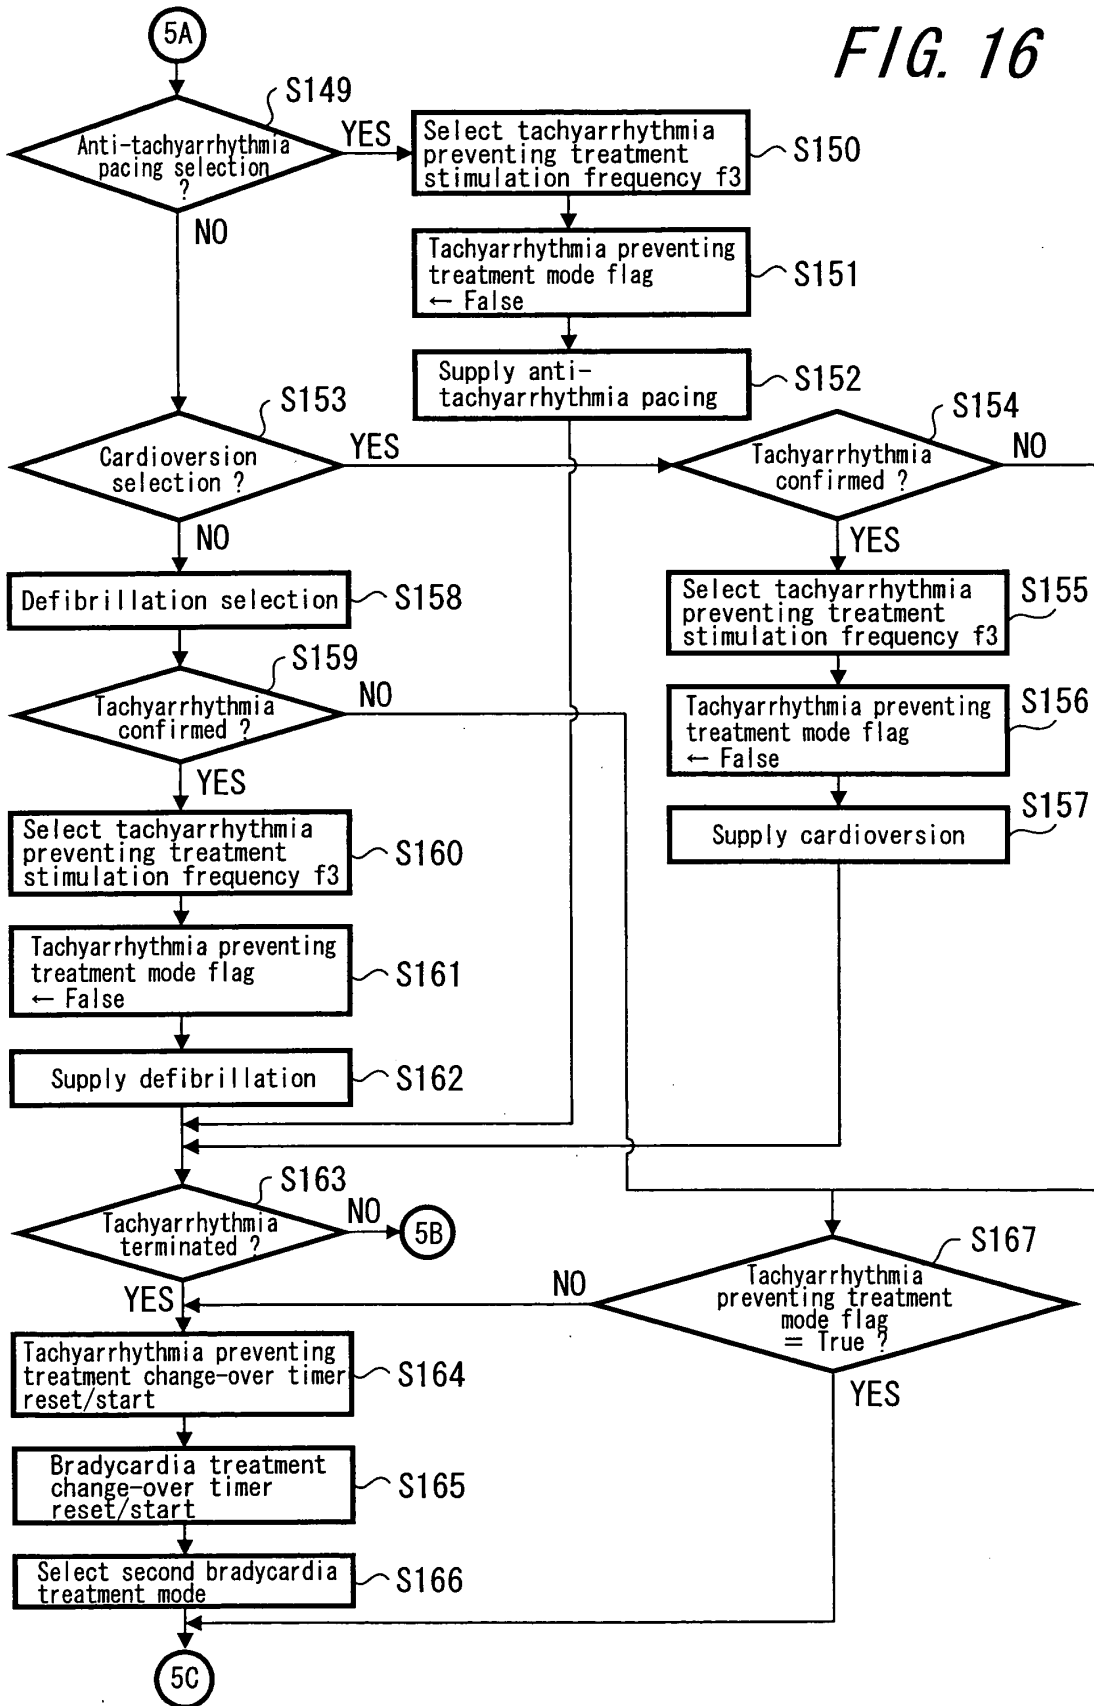 FIG. 16
5A
S149
Anti-tachyarrhythmia
pacing selection
?
YES
NO
Select tachyarrhythmia
preventing treatment
stimulation frequency f3
S150
Tachyarrhythmia preventing
treatment mode flag
← False
S151
Supply anti-
tachyarrhythmia pacing
S152
S153
Cardioversion
selection ?
YES
NO
S154
Tachyarrhythmia
confirmed ?
NO
YES
Select tachyarrhythmia
preventing treatment
stimulation frequency f3
S155
Tachyarrhythmia preventing
treatment mode flag
← False
S156
Supply cardioversion
S157
Defibrillation selection
S158
S159
Tachyarrhythmia
confirmed ?
NO
YES
Select tachyarrhythmia
preventing treatment
stimulation frequency f3
S160
Tachyarrhythmia preventing
treatment mode flag
← False
S161
Supply defibrillation
S162
S163
Tachyarrhythmia
terminated ?
NO
5B
YES
S167
Tachyarrhythmia
preventing treatment
mode flag
= True ?
NO
YES
Tachyarrhythmia preventing
treatment change-over timer
reset/start
S164
Bradycardia treatment
change-over timer
reset/start
S165
Select second bradycardia
treatment mode
S166
5C